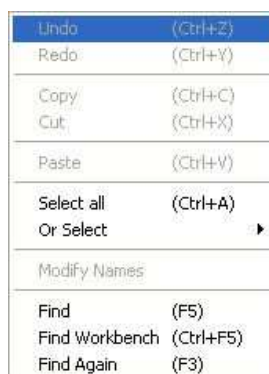 Undo (Ctrl+Z)
Redo (Ctrl+Y)
Copy (Ctrl+C)
Cut (Ctrl+X)
Paste (Ctrl+V)
Select all (Ctrl+A)
Or Select
Modify Names
Find (F5)
Find Workbench (Ctrl+F5)
Find Again (F3)